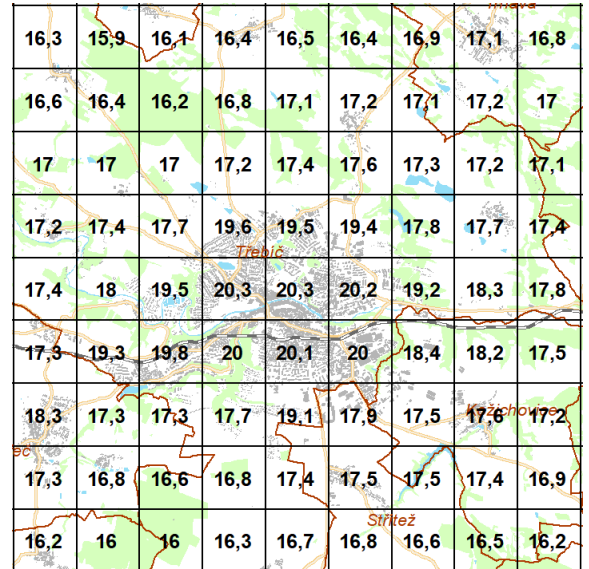 16,3 15,9 16,1 16,4 16,5 16,4 16,9 17,1 16,8
16,6 16,4 16,2 16,8 17,1 17,2 17,1 17,2 17
17 17 17 17,2 17,4 17,6 17,3 17,2 17,1
17,2 17,4 17,7 19,6 19,5 19,4 17,8 17,7 17,4
Třebíč
17,4 18 19,5 20,3 20,3 20,2 19,2 18,3 17,8
17,3 19,3 19,8 20 20,1 20 18,4 18,2 17,5
18,3 17,3 17,3 17,7 19,1 17,9 17,5 17,6 17,2
Kožichovice
17,3 16,8 16,6 16,8 17,4 17,5 17,5 17,4 16,9
Střítež
16,2 16 16 16,3 16,7 16,8 16,6 16,5 16,2